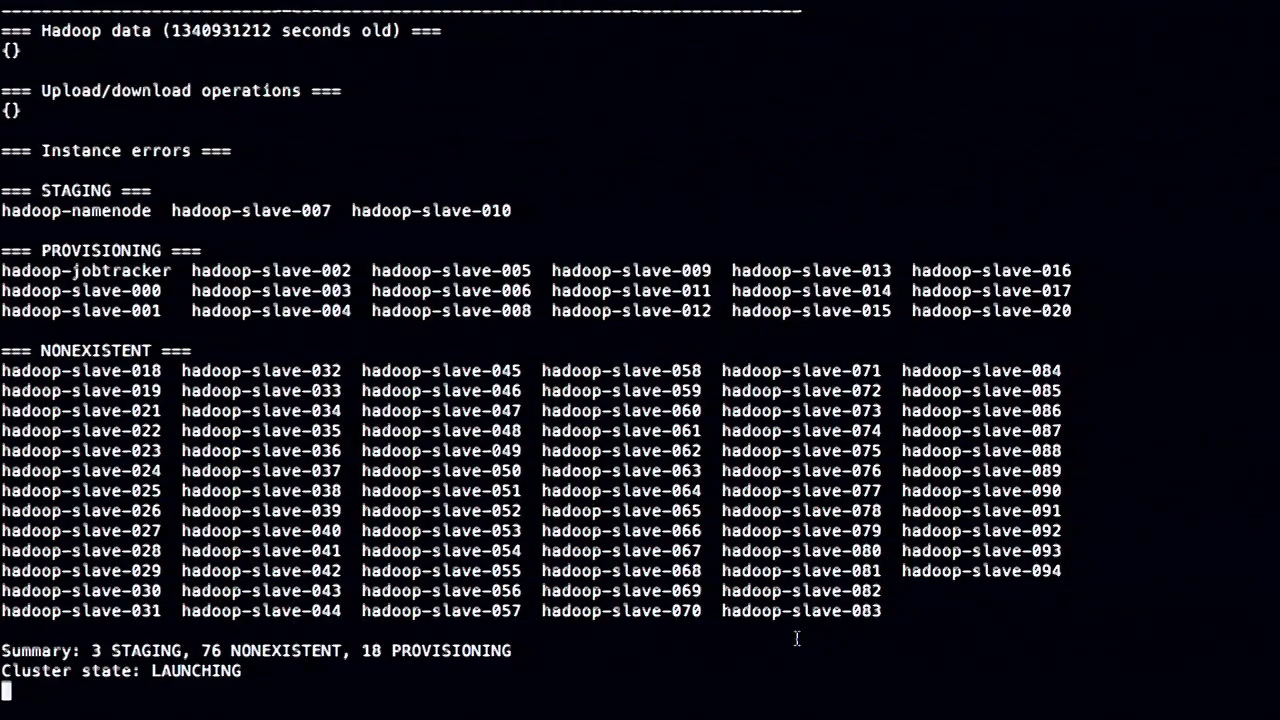 === Hadoop data (1340931212 seconds old) ===
{}
=== Upload/download operations ===
{}
=== Instance errors ===
=== STAGING ===
hadoop-namenode  hadoop-slave-007  hadoop-slave-010
=== PROVISIONING ===
hadoop-jobtracker  hadoop-slave-002  hadoop-slave-005  hadoop-slave-009  hadoop-slave-013  hadoop-slave-016
hadoop-slave-000  hadoop-slave-003  hadoop-slave-006  hadoop-slave-011  hadoop-slave-014  hadoop-slave-017
hadoop-slave-001  hadoop-slave-004  hadoop-slave-008  hadoop-slave-012  hadoop-slave-015  hadoop-slave-020
=== NONEXISTENT ===
hadoop-slave-018  hadoop-slave-032  hadoop-slave-045  hadoop-slave-058  hadoop-slave-071  hadoop-slave-084
hadoop-slave-019  hadoop-slave-033  hadoop-slave-046  hadoop-slave-059  hadoop-slave-072  hadoop-slave-085
hadoop-slave-021  hadoop-slave-034  hadoop-slave-047  hadoop-slave-060  hadoop-slave-073  hadoop-slave-086
hadoop-slave-022  hadoop-slave-035  hadoop-slave-048  hadoop-slave-061  hadoop-slave-074  hadoop-slave-087
hadoop-slave-023  hadoop-slave-036  hadoop-slave-049  hadoop-slave-062  hadoop-slave-075  hadoop-slave-088
hadoop-slave-024  hadoop-slave-037  hadoop-slave-050  hadoop-slave-063  hadoop-slave-076  hadoop-slave-089
hadoop-slave-025  hadoop-slave-038  hadoop-slave-051  hadoop-slave-064  hadoop-slave-077  hadoop-slave-090
hadoop-slave-026  hadoop-slave-039  hadoop-slave-052  hadoop-slave-065  hadoop-slave-078  hadoop-slave-091
hadoop-slave-027  hadoop-slave-040  hadoop-slave-053  hadoop-slave-066  hadoop-slave-079  hadoop-slave-092
hadoop-slave-028  hadoop-slave-041  hadoop-slave-054  hadoop-slave-067  hadoop-slave-080  hadoop-slave-093
hadoop-slave-029  hadoop-slave-042  hadoop-slave-055  hadoop-slave-068  hadoop-slave-081  hadoop-slave-094
hadoop-slave-030  hadoop-slave-043  hadoop-slave-056  hadoop-slave-069  hadoop-slave-082
hadoop-slave-031  hadoop-slave-044  hadoop-slave-057  hadoop-slave-070  hadoop-slave-083
Summary: 3 STAGING, 76 NONEXISTENT, 18 PROVISIONING
Cluster state: LAUNCHING